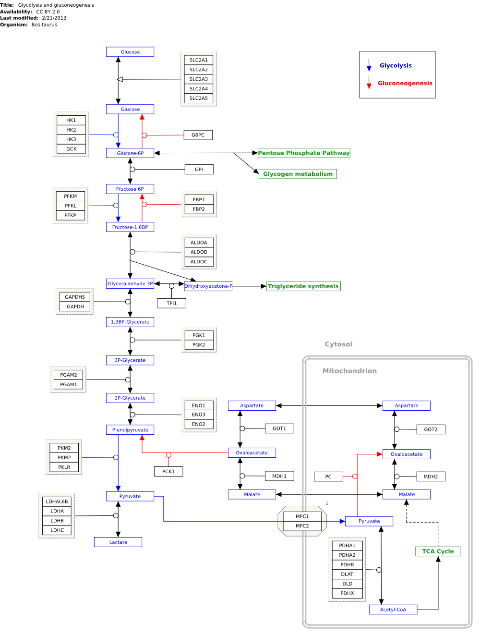 Title: Glycolysis and gluconeogenesis
Availability: CC BY 2.0
Last modified: 2/21/2013
Organism: Bos taurus
Glucose
SLC2A1
SLC2A2
SLC2A3
SLC2A4
SLC2A5
Glycolysis
Gluconeogenesis
Glucose
HK1
HK2
HK3
GCK
G6PC
Glucose-6P
Pentose Phosphate Pathway
GPI
Glycogen metabolism
Fructose-6P
PFKM
PFKL
PFKP
FBP1
FBP2
Fructose-1,6BP
ALDOA
ALDOB
ALDOC
Glyceraldehyde 3P
Dihydroxyacetone-P
Triglyceride synthesis
GAPDHS
GAPDH
TPI1
1,3BP-Glycerate
PGK1
PGK2
Cytosol
3P-Glycerate
Mitochondrion
PGAM2
PGAM1
2P-Glycerate
ENO1
ENO3
ENO2
Aspartate
Aspartate
P-enolpyruvate
GOT1
GOT2
PKM2
PKLR
Oxaloacetate
Oxaloacetate
PCK1
MDH1
PC
MDH2
Pyruvate
Malate
Malate
LDHAL6B
LDHA
LDHB
LDHC
MPC1
MPC2
Pyruvate
Lactate
PDHA1
PDHA2
PDHB
DLAT
DLD
PDHX
TCA Cycle
Acetyl-CoA